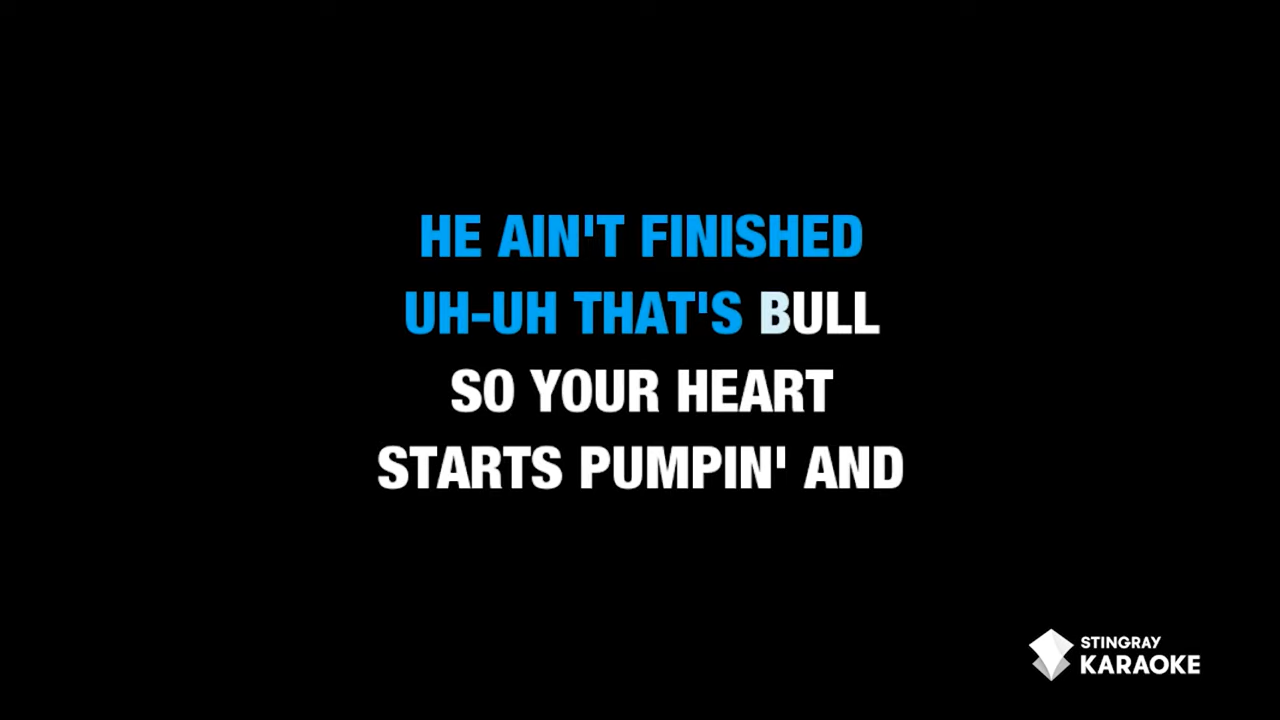 HE AIN'T FINISHED
UH-UH THAT'S BULL
SO YOUR HEART
STARTS PUMPIN' AND
STINGRAY
KARAOKE